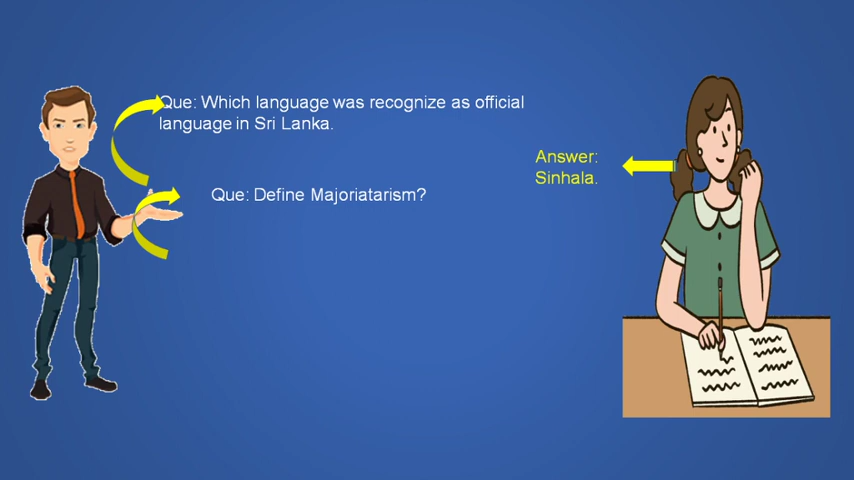 Que: Which language was recognize as official
language in Sri Lanka.
Answer:
Sinhala.
Que: Define Majoriatarism?